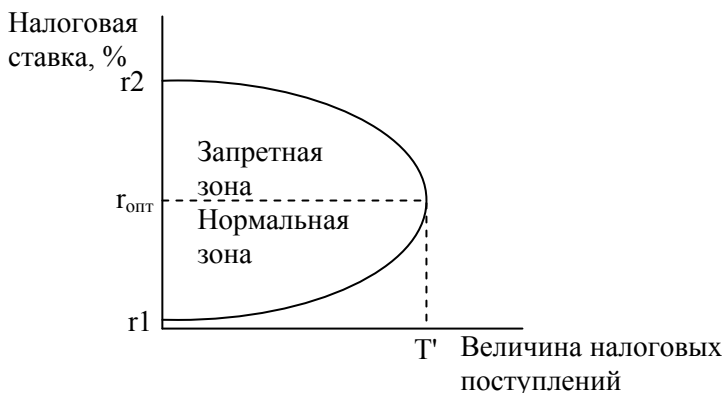 Налоговая
ставка, %
r2
Запретная
зона
rопт
Нормальная
зона
r1
T'
Величина налоговых
поступлений